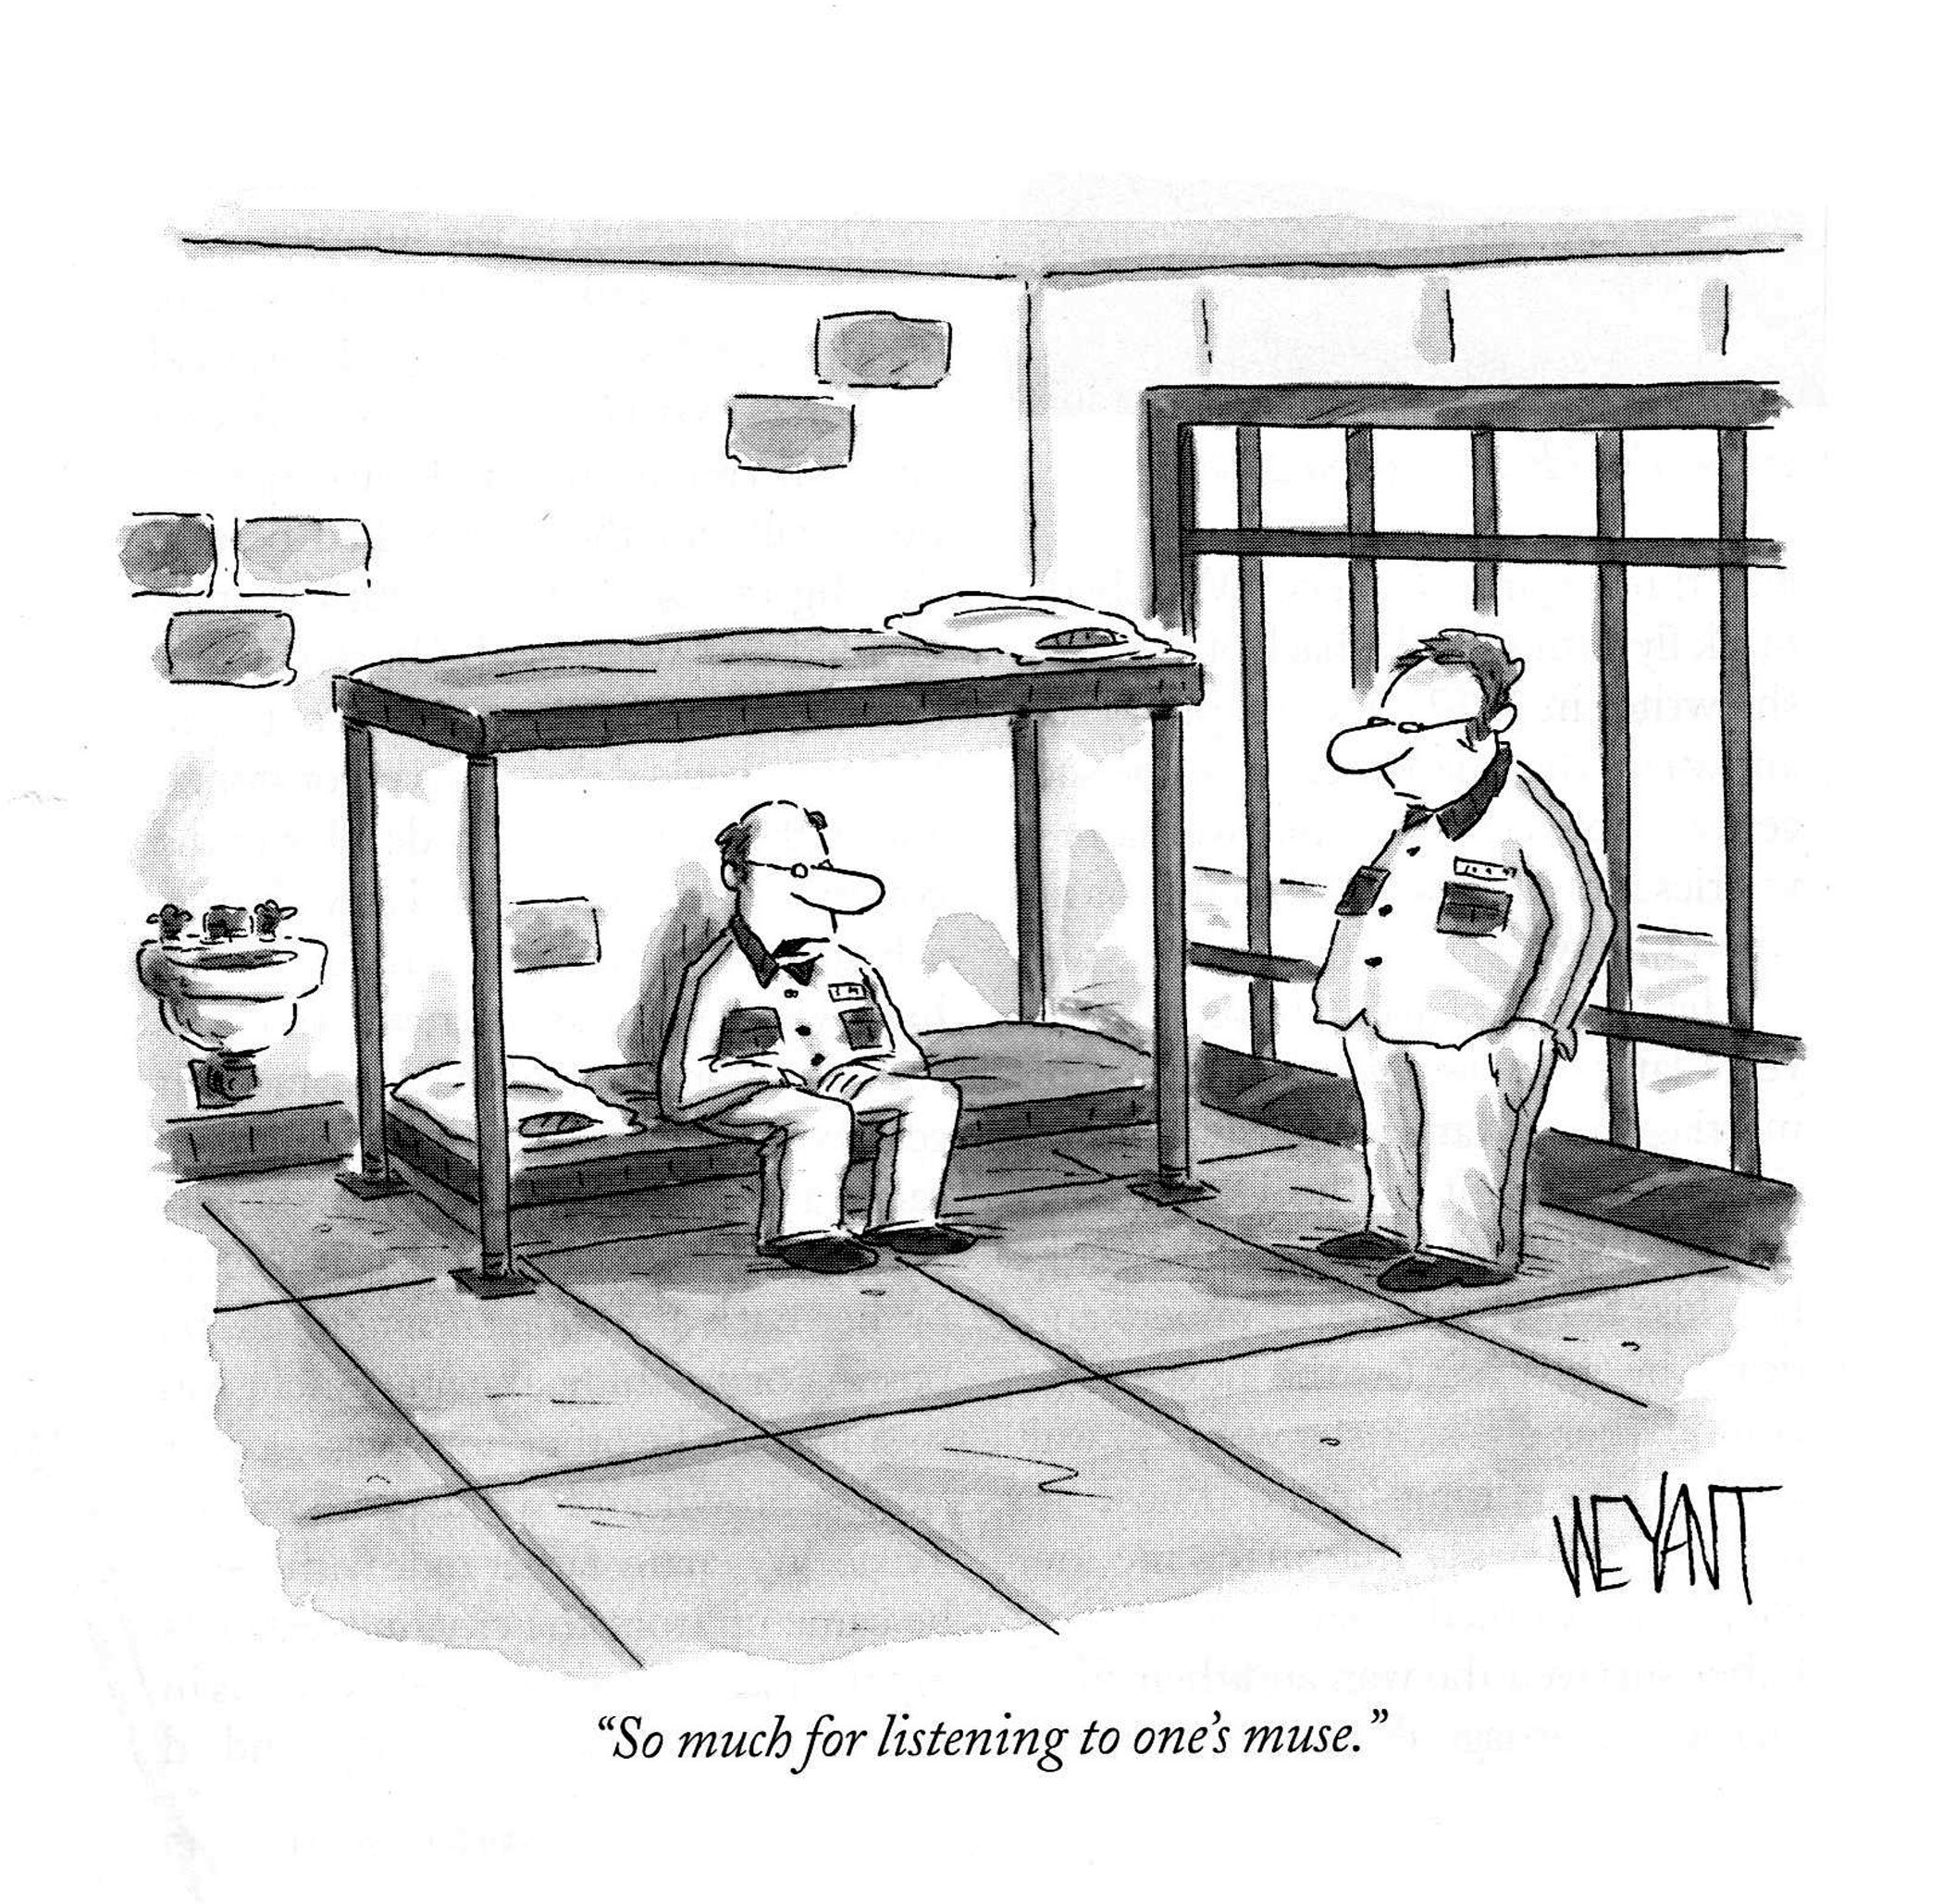 WEYANT
“So much for listening to one’s muse.”